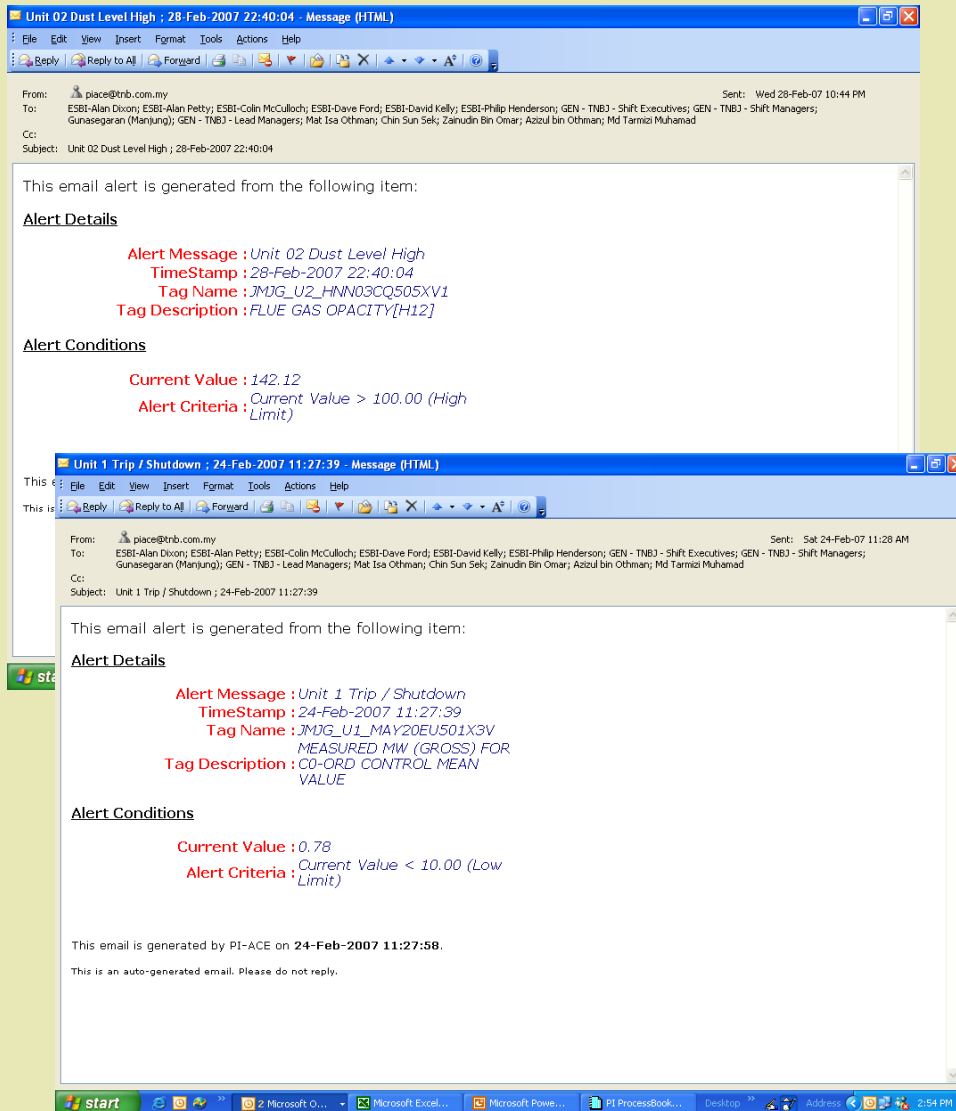 Unit 02 Dust Level High ; 28-Feb-2007 22:40:04 - Message (HTML)
File Edit View Insert Format Tools Actions Help
Reply Reply to All Forward
From: piace@tnb.com.my Sent: Wed 28-Feb-07 10:44 PM
To: ESBI-Alan Dixon; ESBI-Alan Petty; ESBI-Colin McCulloch; ESBI-Dave Ford; ESBI-David Kelly; ESBI-Philip Henderson; GEN - TNBJ - Shift Executives; GEN - TNBJ - Shift Managers;
Gunasegaran (Manjung); GEN - TNBJ - Lead Managers; Mat Isa Othman; Chin Sun Sek; Zainudin Bin Omar; Azizul bin Othman; Md Tarmizi Muhamad
Cc:
Subject: Unit 02 Dust Level High ; 28-Feb-2007 22:40:04
This email alert is generated from the following item:
Alert Details
Alert Message : Unit 02 Dust Level High
TimeStamp : 28-Feb-2007 22:40:04
Tag Name : JMJG_U2_HNN03CQ505XV1
Tag Description : FLUE GAS OPACITY[H12]
Alert Conditions
Current Value : 142.12
Alert Criteria : Current Value > 100.00 (High
Limit)
This e
This is
sta
Unit 1 Trip / Shutdown ; 24-Feb-2007 11:27:39 - Message (HTML)
File Edit View Insert Format Tools Actions Help
Reply Reply to All Forward
From: piace@tnb.com.my Sent: Sat 24-Feb-07 11:28 AM
To: ESBI-Alan Dixon; ESBI-Alan Petty; ESBI-Colin McCulloch; ESBI-Dave Ford; ESBI-David Kelly; ESBI-Philip Henderson; GEN - TNBJ - Shift Executives; GEN - TNBJ - Shift Managers;
Gunasegaran (Manjung); GEN - TNBJ - Lead Managers; Mat Isa Othman; Chin Sun Sek; Zainudin Bin Omar; Azizul bin Othman; Md Tarmizi Muhamad
Cc:
Subject: Unit 1 Trip / Shutdown ; 24-Feb-2007 11:27:39
This email alert is generated from the following item:
Alert Details
Alert Message : Unit 1 Trip / Shutdown
TimeStamp : 24-Feb-2007 11:27:39
Tag Name : JMJG_U1_MAY20EU501X3V
MEASURED MW (GROSS) FOR
Tag Description : C0-ORD CONTROL MEAN
VALUE
Alert Conditions
Current Value : 0.78
Alert Criteria : Current Value < 10.00 (Low
Limit)
This email is generated by PI-ACE on 24-Feb-2007 11:27:58.
This is an auto-generated email. Please do not reply.
start 2 Microsoft O... Microsoft Excel... Microsoft Powe... PI ProcessBook... Desktop Address 2:54 PM